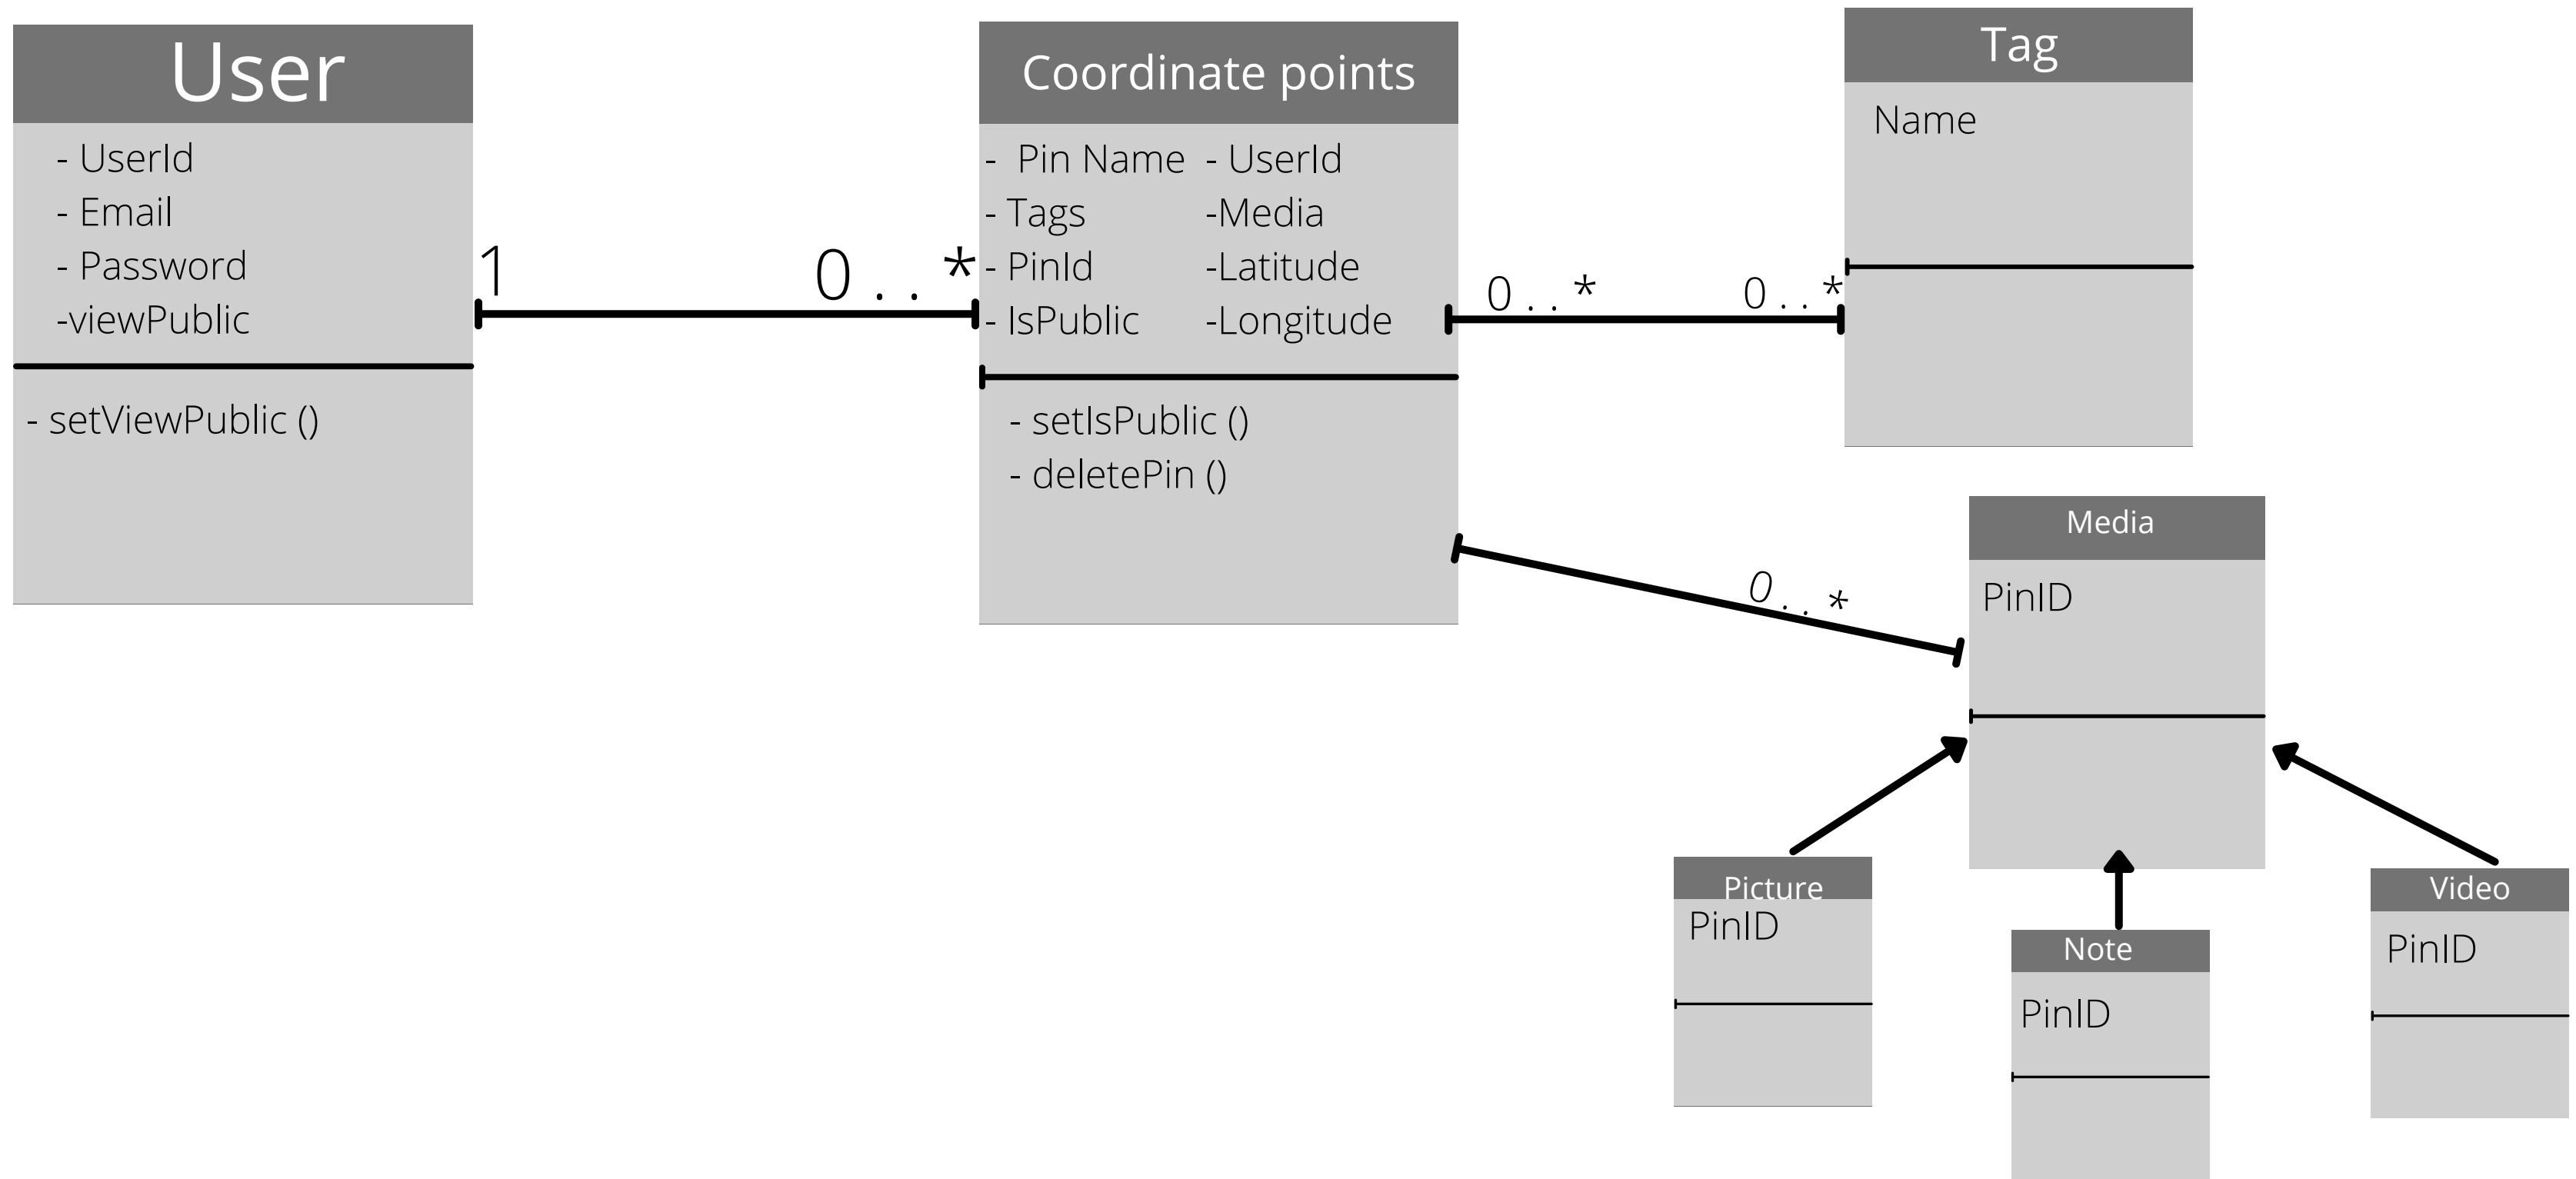 User
- UserId
- Email
- Password
-viewPublic
- setViewPublic ()
1
0 . . *
Coordinate points
- Pin Name - UserId
- Tags -Media
- PinId -Latitude
- IsPublic -Longitude
- setIsPublic ()
- deletePin ()
0 . . *
0 . . *
Tag
Name
0 . . *
Media
PinID
Picture
PinID
Note
PinID
Video
PinID